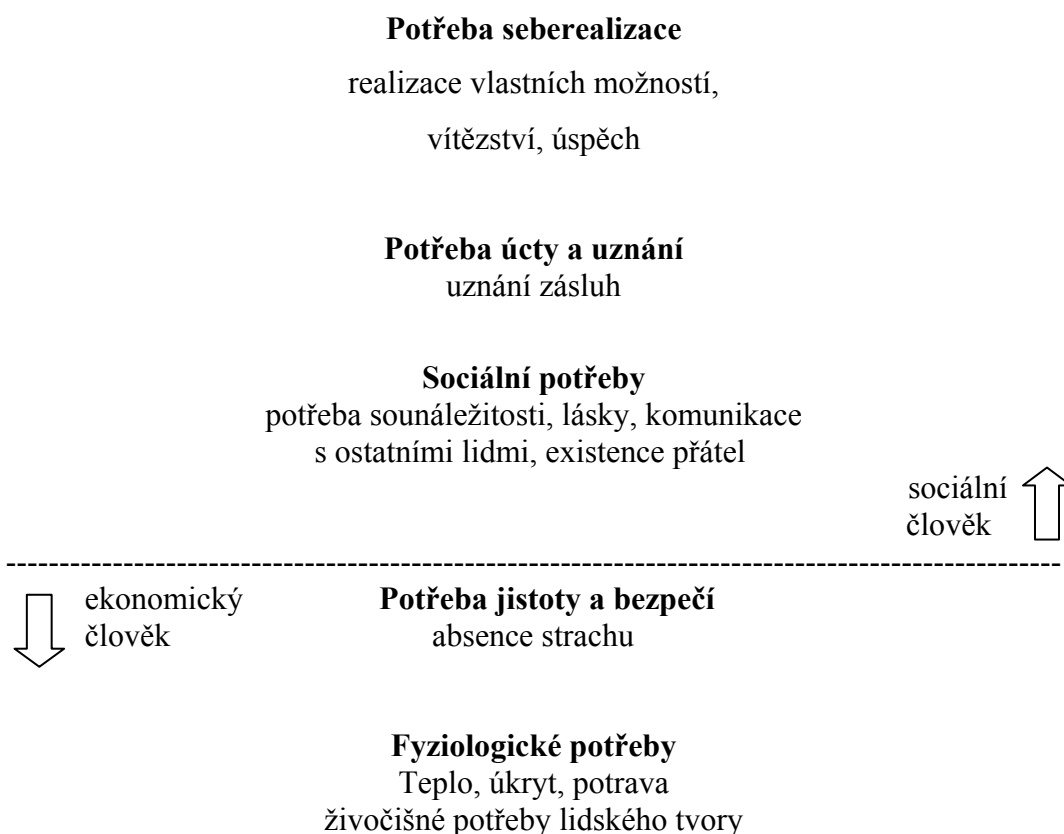 Potřeba seberealizace
realizace vlastních možností,
vítězství, úspěch
Potřeba úcty a uznání
uznání zásluh
Sociální potřeby
potřeba sounáležitosti, lásky, komunikace
s ostatními lidmi, existence přátel
sociální
člověk
ekonomický
člověk
Potřeba jistoty a bezpečí
absence strachu
Fyziologické potřeby
Teplo, úkryt, potrava
živočišné potřeby lidského tvory